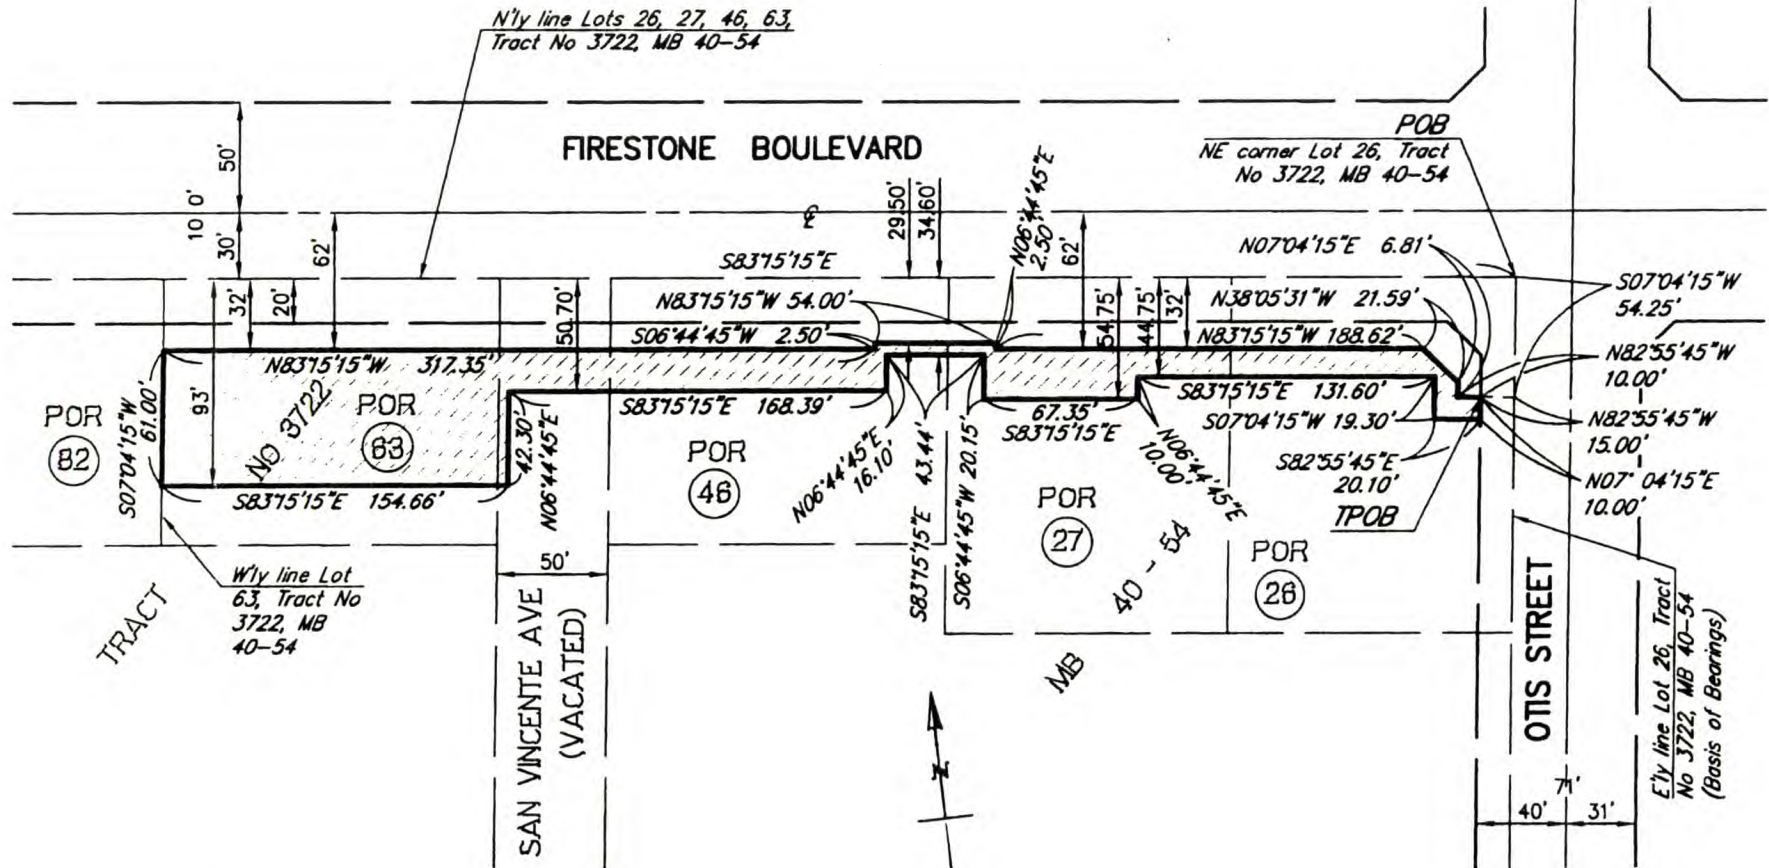 N'ly line Lots 26, 27, 46, 63,
Tract No 3722, MB 40-54
50'
FIRESTONE BOULEVARD
POB
NE corner Lot 26, Tract
No 3722, MB 40-54
10 0'
30'
62'
℄
29.50'
34.60'
N06°44'45"E
2.50'
62'
N07°04'15"E 6.81'
S83°15'15"E
S07°04'15"W
54.25'
32'
20'
50.70'
N83°15'15"W 54.00'
54.75'
44.75'
32'
N38°05'31"W 21.59'
S06°44'45"W 2.50'
N83°15'15"W 188.62'
N83°15'15"W 317.35'
N82°55'45"W
10.00'
S07°04'15"W
61.00'
93'
S83°15'15"E 168.39'
67.35'
S83°15'15"E
S83°15'15"E 131.60'
S07°04'15"W 19.30'
N82°55'45"W
15.00'
POR
82
NO 3722
POR
63
42.30'
N06°44'45"E
POR
46
N06°44'45"E
16.10'
S83°15'15"E 43.44'
S06°44'45"W 20.15'
N06°44'45"E
10.00'
S82°55'45"E
20.10'
N07° 04'15"E
10.00'
S83°15'15"E 154.66'
POR
27
TPOB
POR
26
W'ly line Lot
63, Tract No
3722, MB
40-54
50'
TRACT
MB
40 - 54
SAN VINCENTE AVE
(VACATED)
OTIS STREET
E'ly line Lot 26, Tract
No 3722, MB 40-54
(Basis of Bearings)
Z
71'
40'
31'